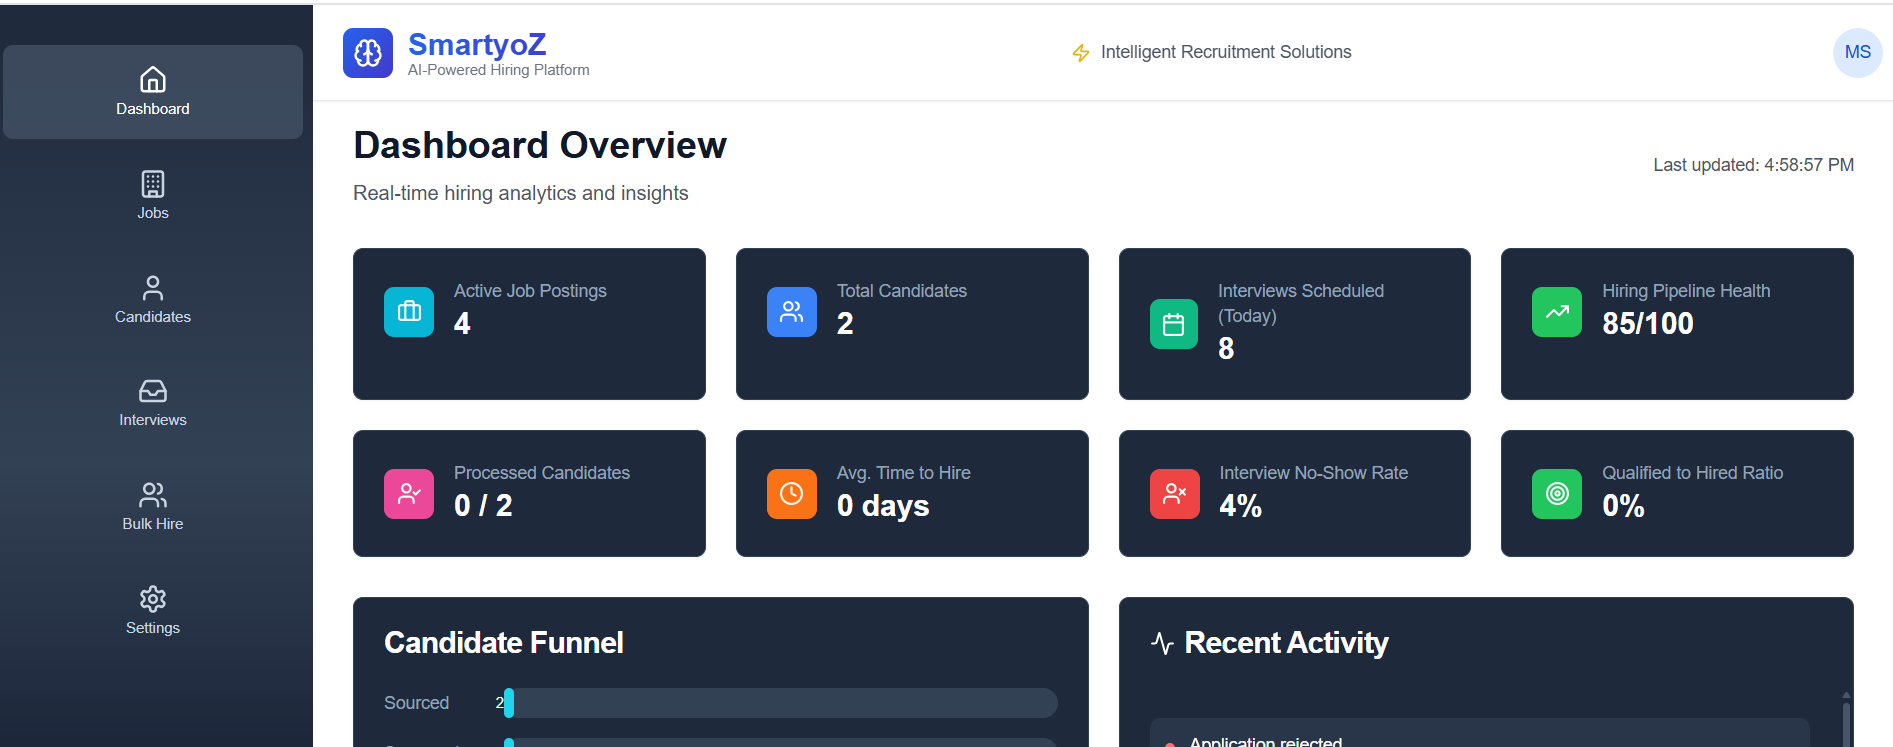 SmartyoZ
AI-Powered Hiring Platform
Intelligent Recruitment Solutions
MS
Dashboard
Jobs
Candidates
Interviews
Bulk Hire
Settings
Dashboard Overview
Real-time hiring analytics and insights
Last updated: 4:58:57 PM
Active Job Postings
4
Total Candidates
2
Interviews Scheduled
(Today)
8
Hiring Pipeline Health
85/100
Processed Candidates
0 / 2
Avg. Time to Hire
0 days
Interview No-Show Rate
4%
Qualified to Hired Ratio
0%
Candidate Funnel
Sourced
2
Recent Activity
Application rejected